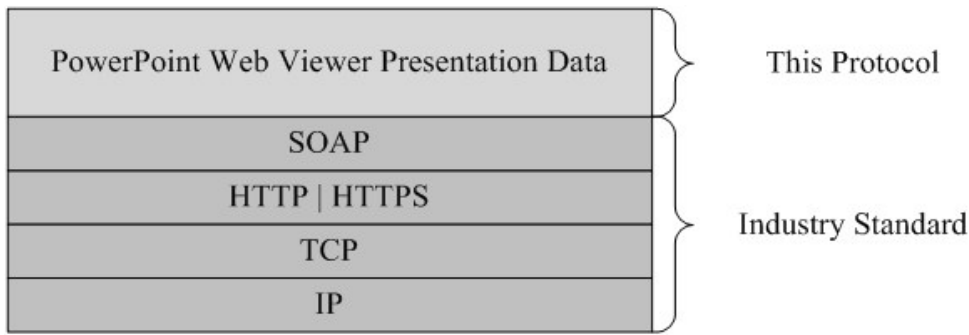 PowerPoint Web Viewer Presentation Data
This Protocol
SOAP
HTTP | HTTPS
TCP
IP
Industry Standard